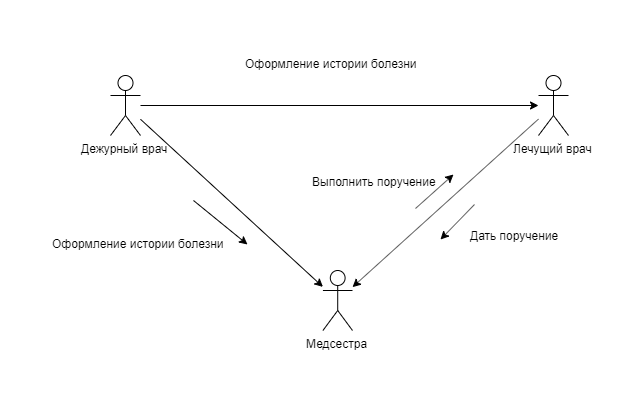 Оформление истории болезни
Дежурный врач
Лечущий врач
Выполнить поручение
Дать поручение
Оформление истории болезни
Медсестра